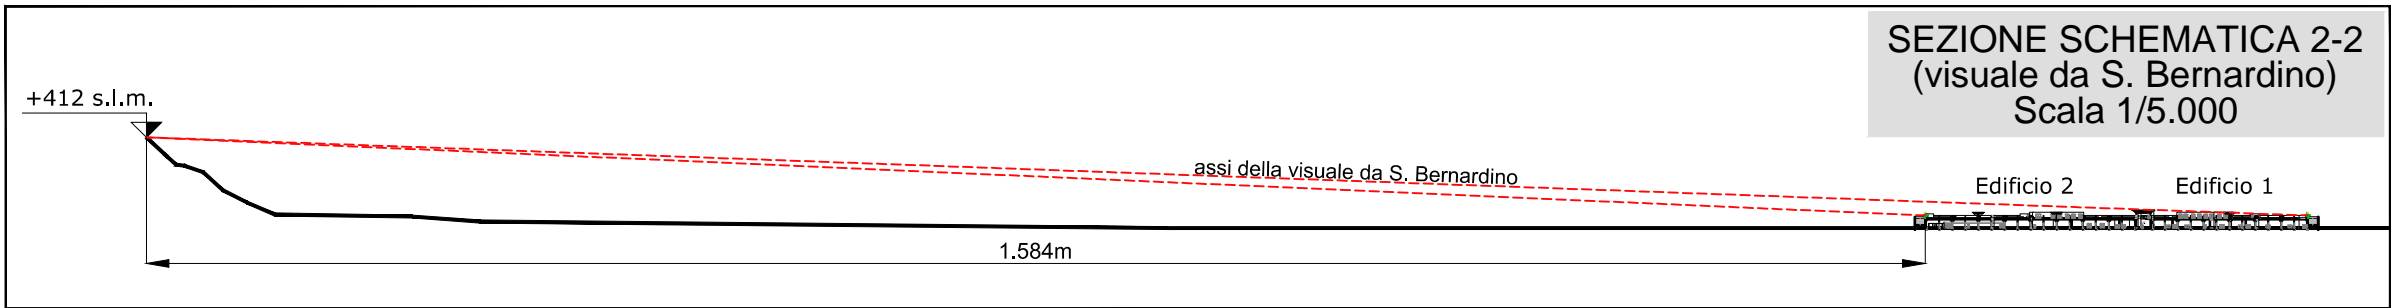 SEZIONE SCHEMATICA 2-2
(visuale da S. Bernardino)
Scala 1/5.000
+412 s.l.m.
assi della visuale da S. Bernardino
Edificio 2
Edificio 1
1.584m